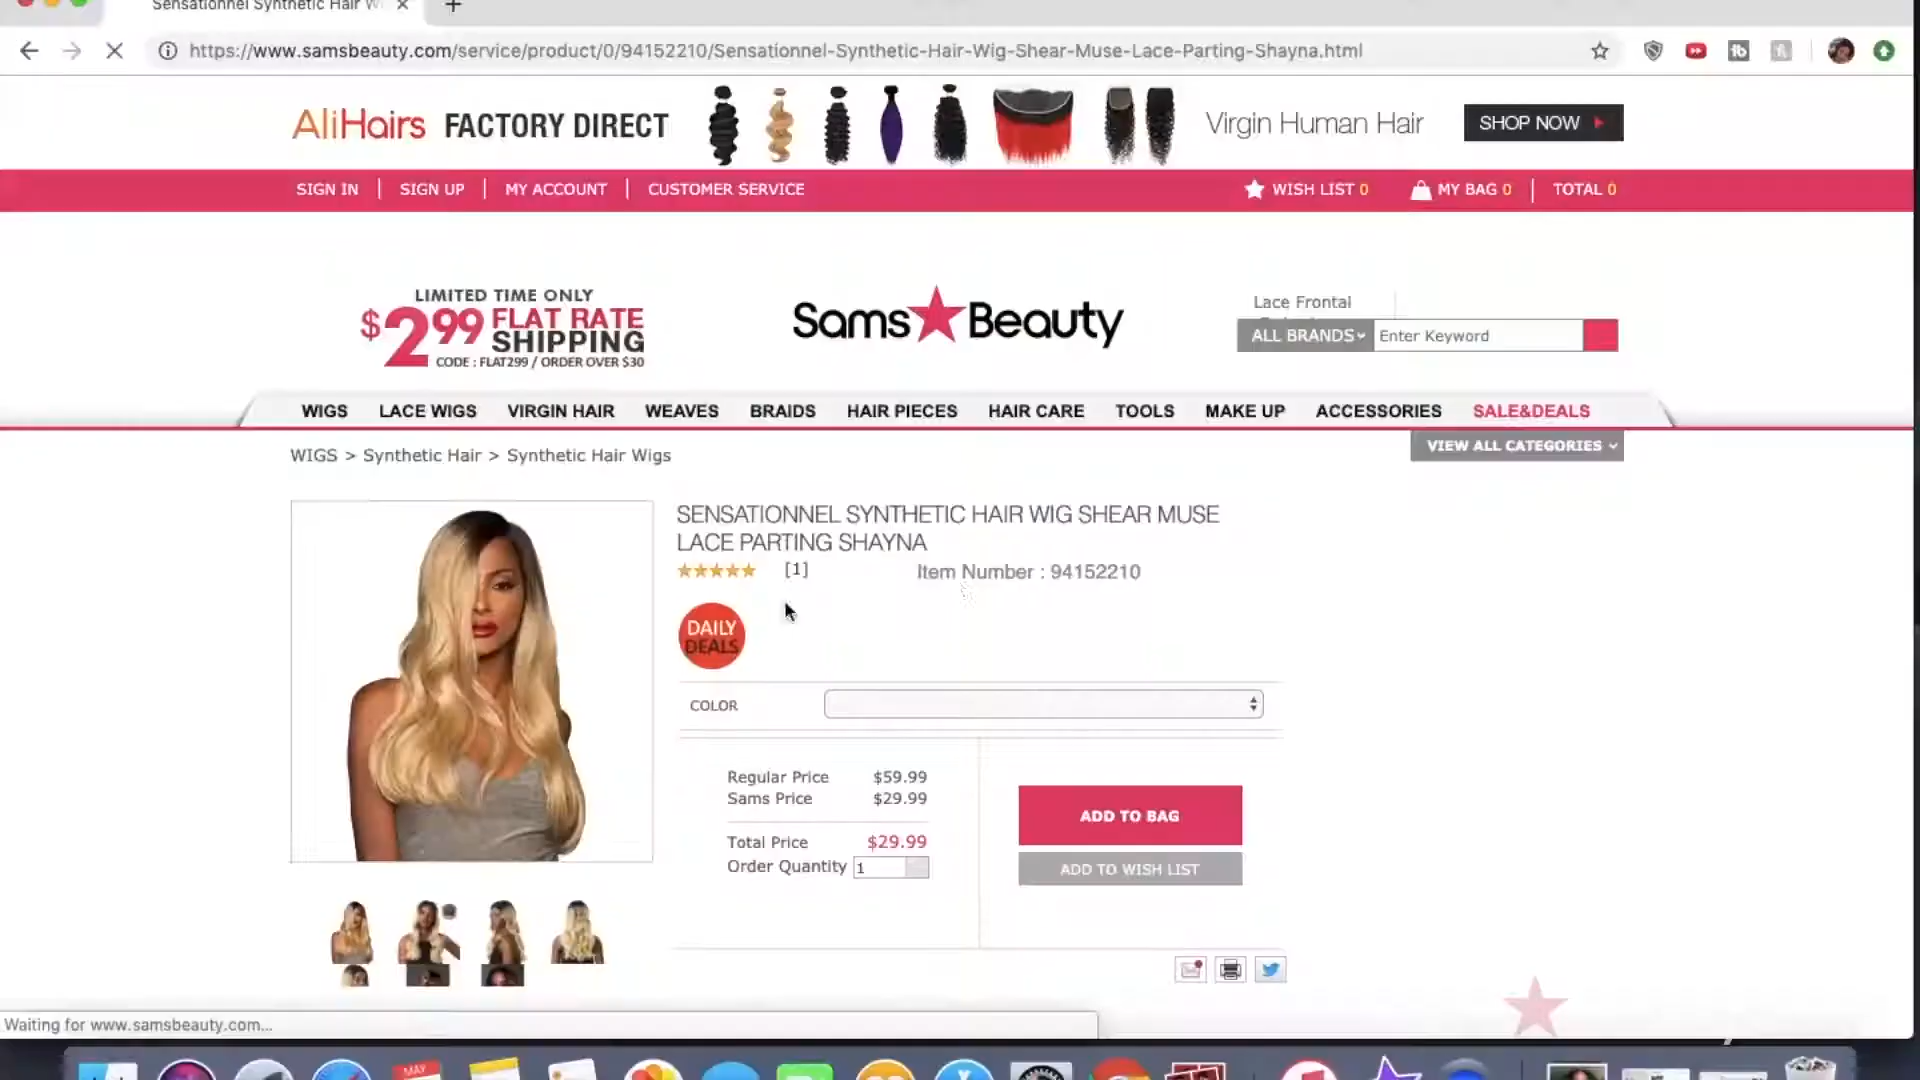 Sensationnel Synthetic Hair W
https://www.samsbeauty.com/service/product/0/94152210/Sensationnel-Synthetic-Hair-Wig-Shear-Muse-Lace-Parting-Shayna.html
AliHairs FACTORY DIRECT Virgin Human Hair SHOP NOW
SIGN IN | SIGN UP | MY ACCOUNT | CUSTOMER SERVICE WISH LIST 0 MY BAG 0 | TOTAL 0
LIMITED TIME ONLY
$2.99 FLAT RATE
SHIPPING
CODE : FLAT299 / ORDER OVER $30
Sams Beauty
Lace Frontal
ALL BRANDS Enter Keyword
WIGS LACE WIGS VIRGIN HAIR WEAVES BRAIDS HAIR PIECES HAIR CARE TOOLS MAKE UP ACCESSORIES SALE&DEALS
VIEW ALL CATEGORIES
WIGS > Synthetic Hair > Synthetic Hair Wigs
SENSATIONNEL SYNTHETIC HAIR WIG SHEAR MUSE
LACE PARTING SHAYNA
[1] Item Number : 94152210
DAILY
DEALS
COLOR
Regular Price $59.99
Sams Price $29.99
Total Price $29.99
Order Quantity 1
ADD TO BAG
ADD TO WISH LIST
Waiting for www.samsbeauty.com...
MAY